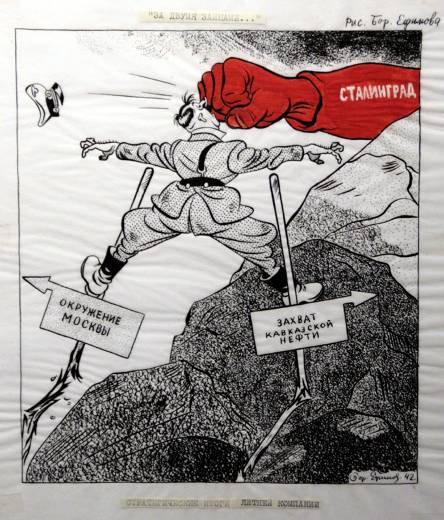 "ЗА ДВУМЯ ЗАЙЦАМИ..."
Рис. Бор. Ефимова
СТАЛИНГРАД
ОКРУЖЕНИЕ
МОСКВЫ
ЗАХВАТ
КАВКАЗСКОЙ
НЕФТИ
Бор. Ефимов, 42
СТРАТЕГИЧЕСКИЕ ИТОГИ ЛЕТНЕЙ КОМПАНИИ